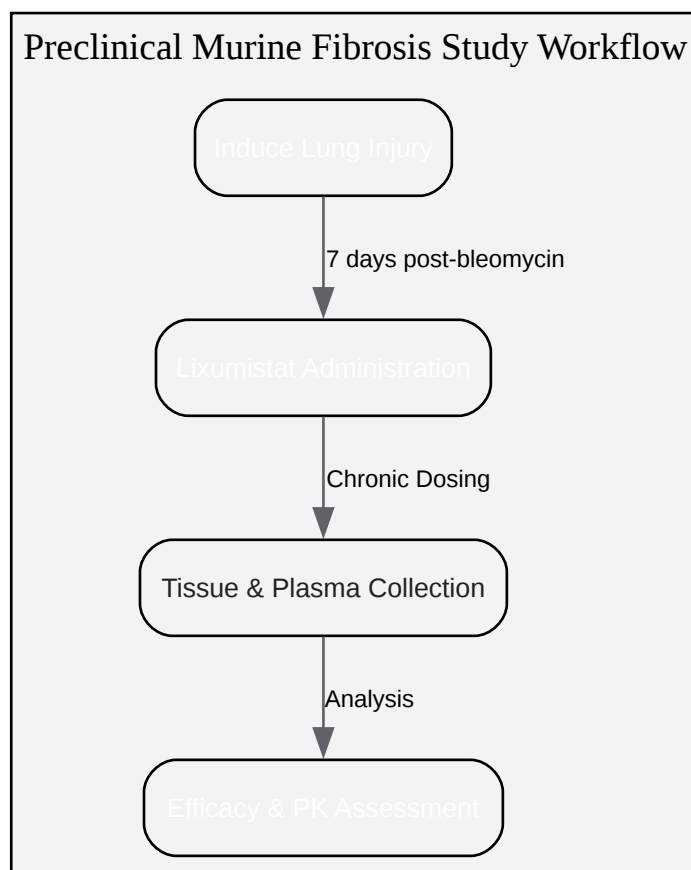 Preclinical Murine Fibrosis Study Workflow
Induce Lung Injury
7 days post-bleomycin
Lixumistat Administration
Chronic Dosing
Tissue & Plasma Collection
Analysis
Efficacy & PK Assessment